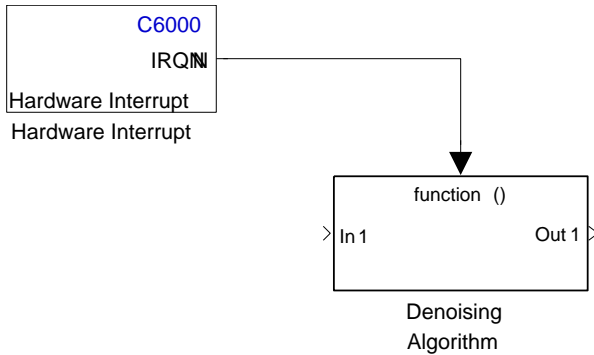 C6000
IRQN
Hardware Interrupt
Hardware Interrupt
function ()
In 1
Out 1
Denoising
Algorithm